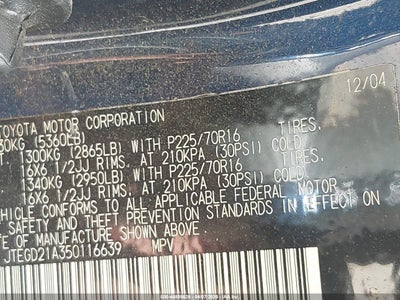 12/04
TOYOTA MOTOR CORPORATION
30KG (5360LB)
1300KG (2865LB) WITH P225/70R16 TIRES,
16X6 1/2JJ RIMS, AT 210KPA (30PSI) COLD
1340KG (2950LB) WITH P225/70R16 TIRES,
16X6 1/2JJ RIMS, AT 210KPA (30PSI) COLD
VEHICLE CONFORMS TO ALL APPLICABLE FEDERAL MOTOR
SAFETY AND THEFT PREVENTION STANDARDS IN EFFECT ON
DATE OF MANUFACTURE
JTEGD21A350116639 MPV